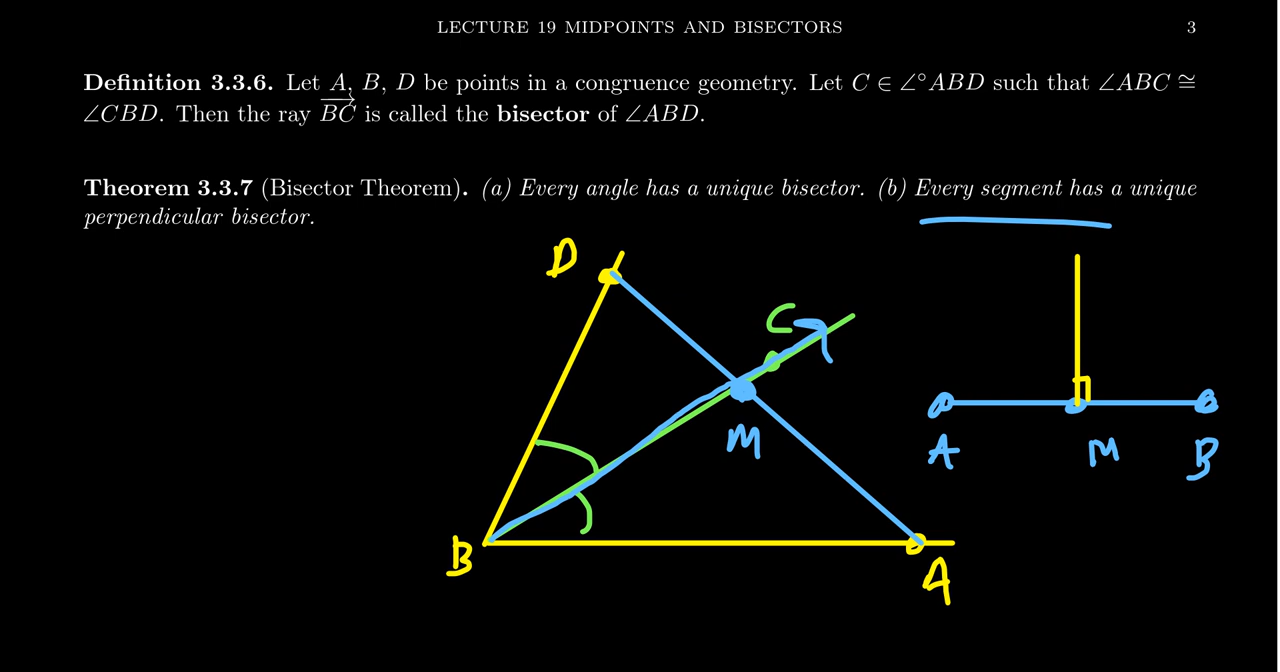 LECTURE 19 MIDPOINTS AND BISECTORS 3
Definition 3.3.6. Let A, B, D be points in a congruence geometry. Let C ∈ ∠°ABD such that ∠ABC ≅
∠CBD. Then the ray \overrightarrow{BC} is called the bisector of ∠ABD.
Theorem 3.3.7 (Bisector Theorem). (a) Every angle has a unique bisector. (b) Every segment has a unique
perpendicular bisector.
D
C
M
A M B
B
A